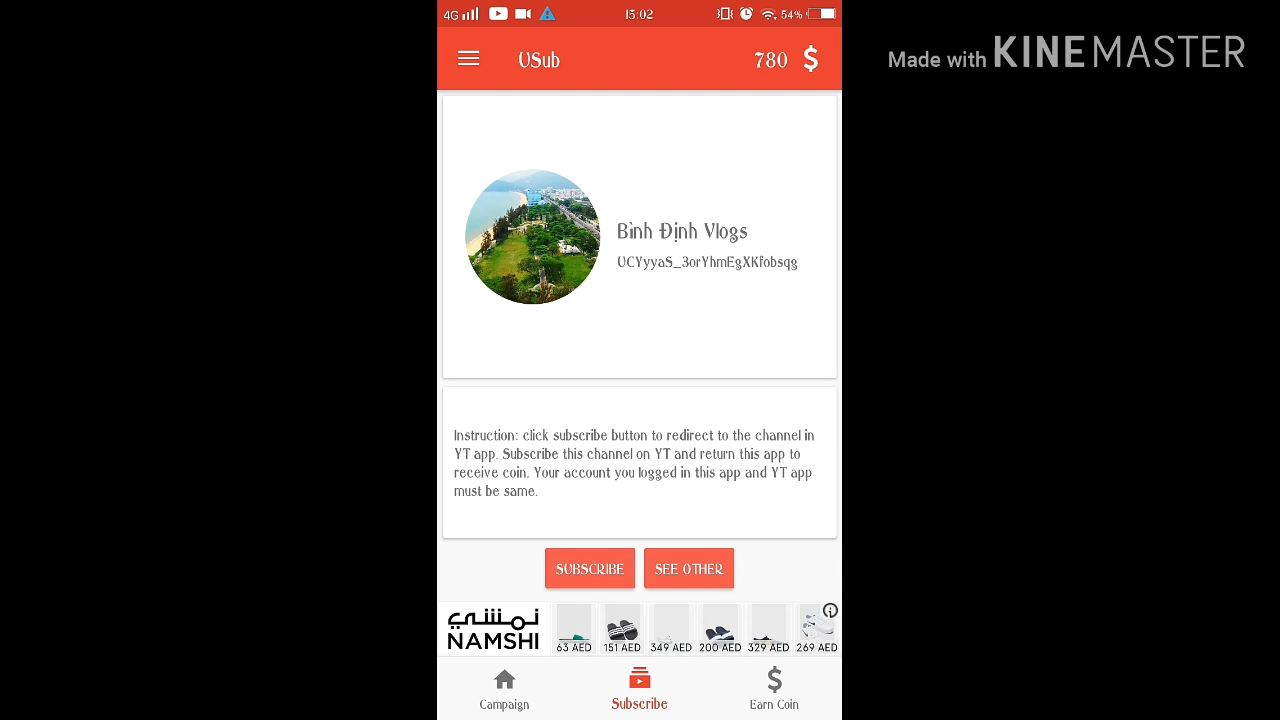 4G
13:02
54%
Made with KINEMASTER
USub
780 $
Bình Định Vlogs
UCYyyaS_3orYhmEgXKfobsqg
Instruction: click subscribe button to redirect to the channel in
YT app. Subscribe this channel on YT and return this app to
receive coin. Your account you logged in this app and YT app
must be same.
SUBSCRIBE
SEE OTHER
نمشي
NAMSHI
63 AED
151 AED
349 AED
200 AED
329 AED
269 AED
Campaign
Subscribe
Earn Coin